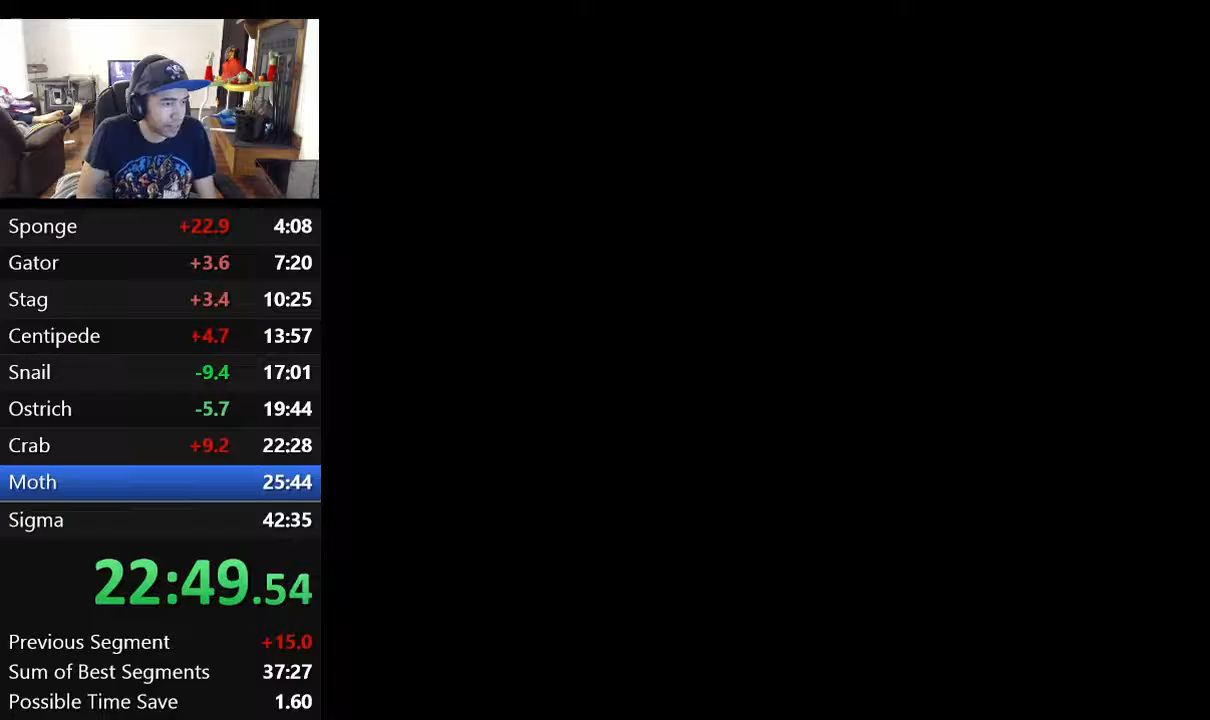 Sponge +22.9 4:08
Gator +3.6 7:20
Stag +3.4 10:25
Centipede +4.7 13:57
Snail -9.4 17:01
Ostrich -5.7 19:44
Crab +9.2 22:28
Moth 25:44
Sigma 42:35
22:49.54
Previous Segment +15.0
Sum of Best Segments 37:27
Possible Time Save 1.60